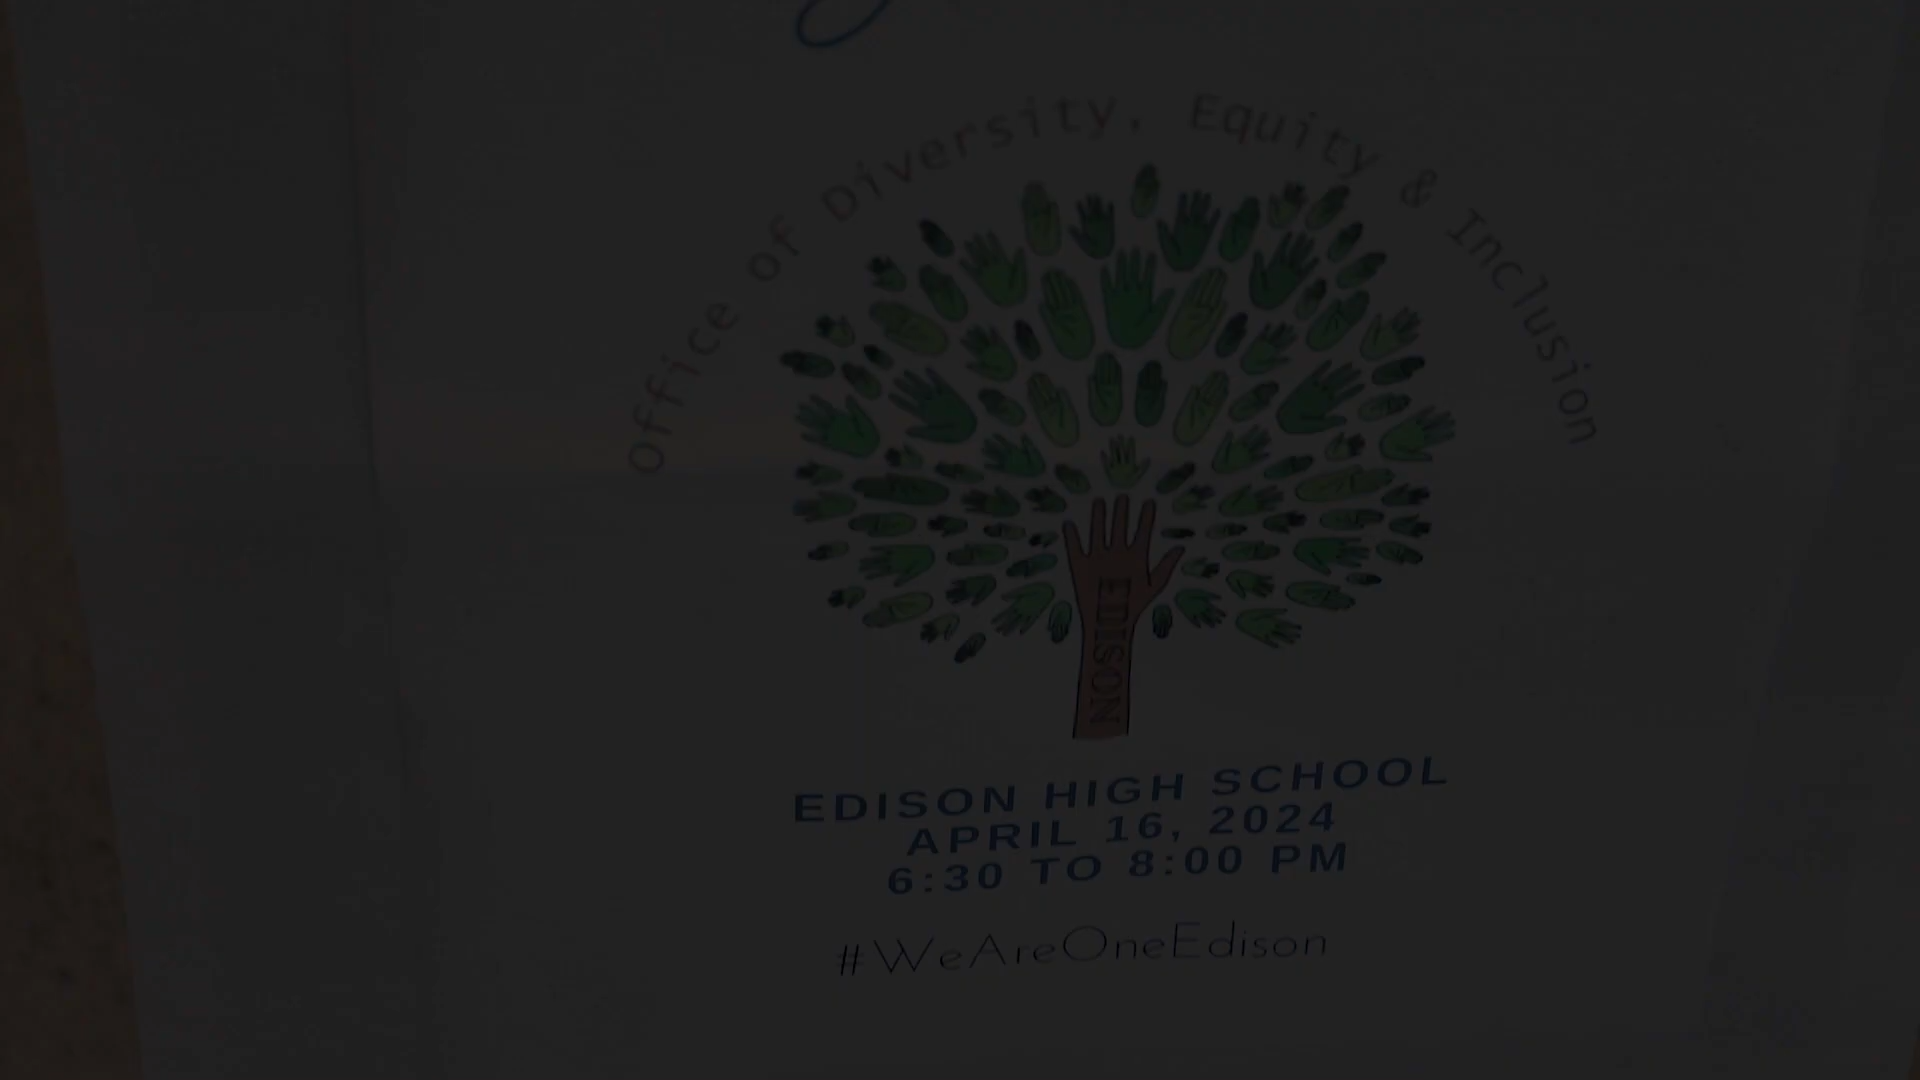 Office of Diversity, Equity & Inclusion
EDISON
EDISON HIGH SCHOOL
APRIL 16, 2024
6:30 TO 8:00 PM
#WeAreOneEdison